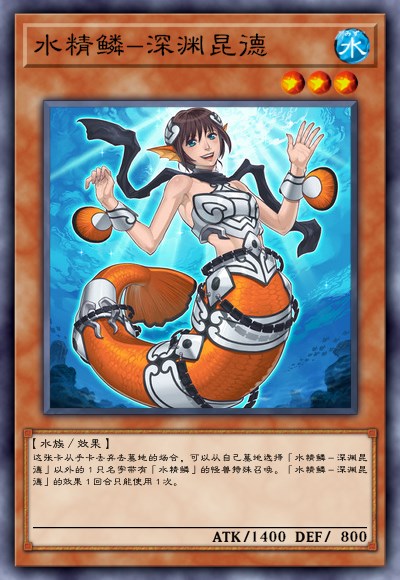 水精鳞-深渊昆德
水
【水族/效果】
这张卡从手卡丢弃去墓地的场合,可以从自己墓地选择「水精鳞-深渊昆
德」以外的1只名字带有「水精鳞」的怪兽特殊召唤。「水精鳞-深渊昆
德」的效果1回合只能使用1次。
ATK/1400 DEF/ 800